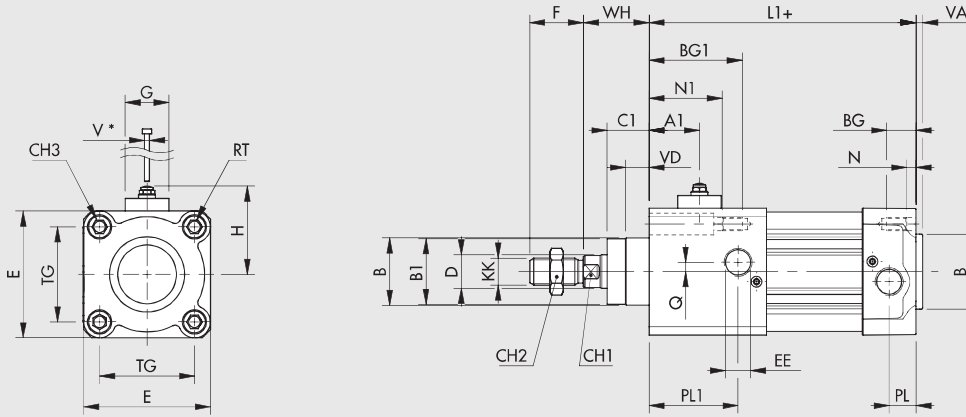 F WH L1+ VA
BG1
G N1
V * C1 A1 BG
CH3 RT VD N
H
E TG B B1 D KK B
Q
CH2 CH1
TG EE
E PL1 PL